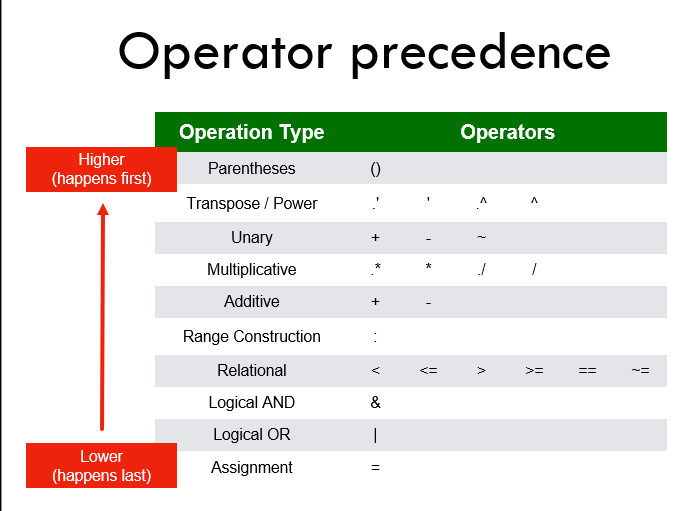 Operator precedence
Operation Type Operators
Higher
(happens first)
Parentheses ()
Transpose / Power .' ' .^ ^
Unary + - ~
Multiplicative .* * ./ /
Additive + -
Range Construction :
Relational < <= > >= == ~=
Logical AND &
Logical OR |
Lower
(happens last)
Assignment =